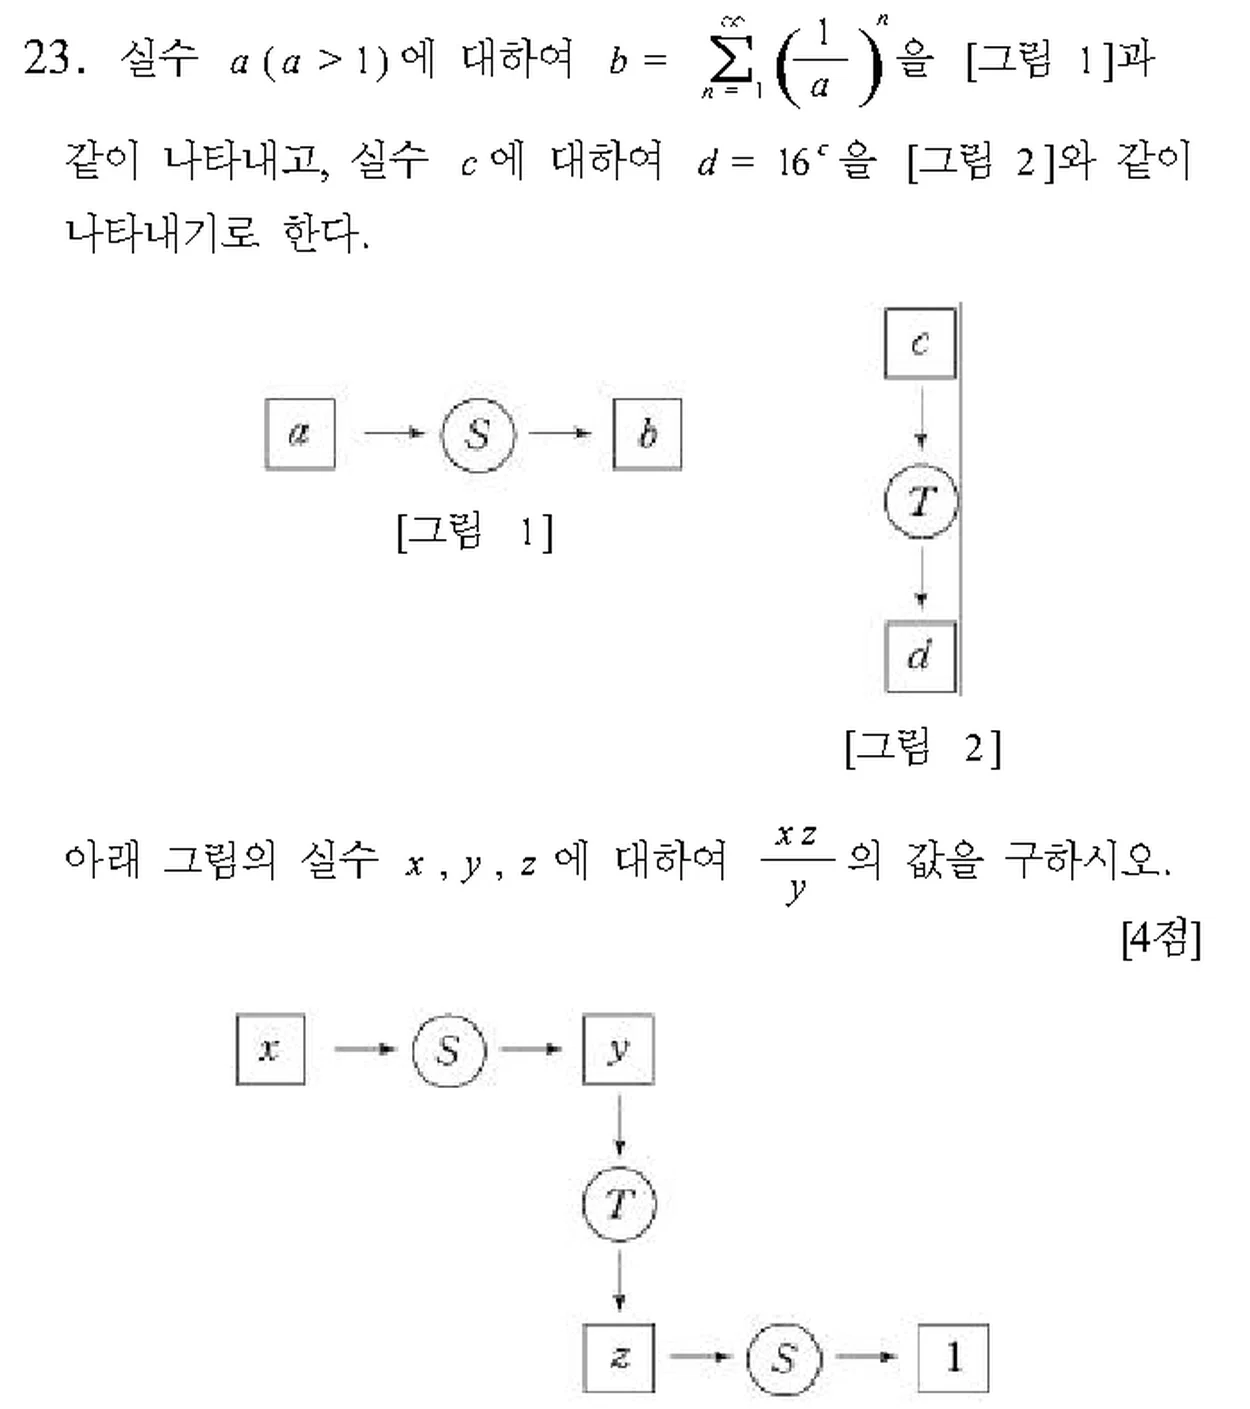 23. 실수 a ( a > 1 ) 에 대하여 b = ∑_{n=1}^{∞} (1/a)^n 을 [그림 1]과
같이 나타내고, 실수 c 에 대하여 d = 16^c 을 [그림 2]와 같이
나타내기로 한다.
c
a → S → b
T
[그림 1]
d
[그림 2]
아래 그림의 실수 x , y , z 에 대하여 xz/y 의 값을 구하시오.
[4점]
x → S → y
T
z → S → 1